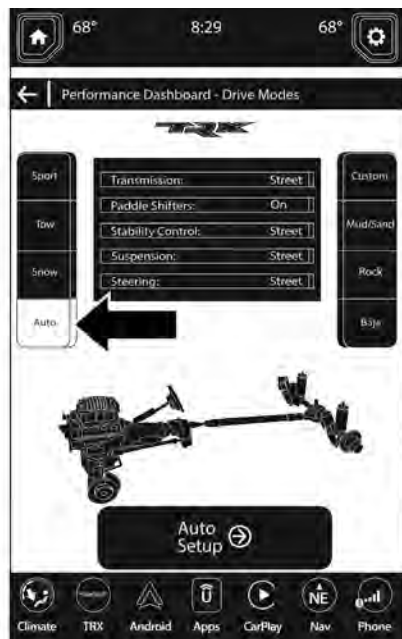 68° 8:29 68°
Performance Dashboard - Drive Modes
TRX
Sport
Tow
Snow
Auto
Transmission: Street
Paddle Shifters: On
Stability Control: Street
Suspension: Street
Steering: Street
Custom
Mud/Sand
Rock
Baja
Auto
Setup
NE
Climate TRX Android Apps CarPlay Nav Phone